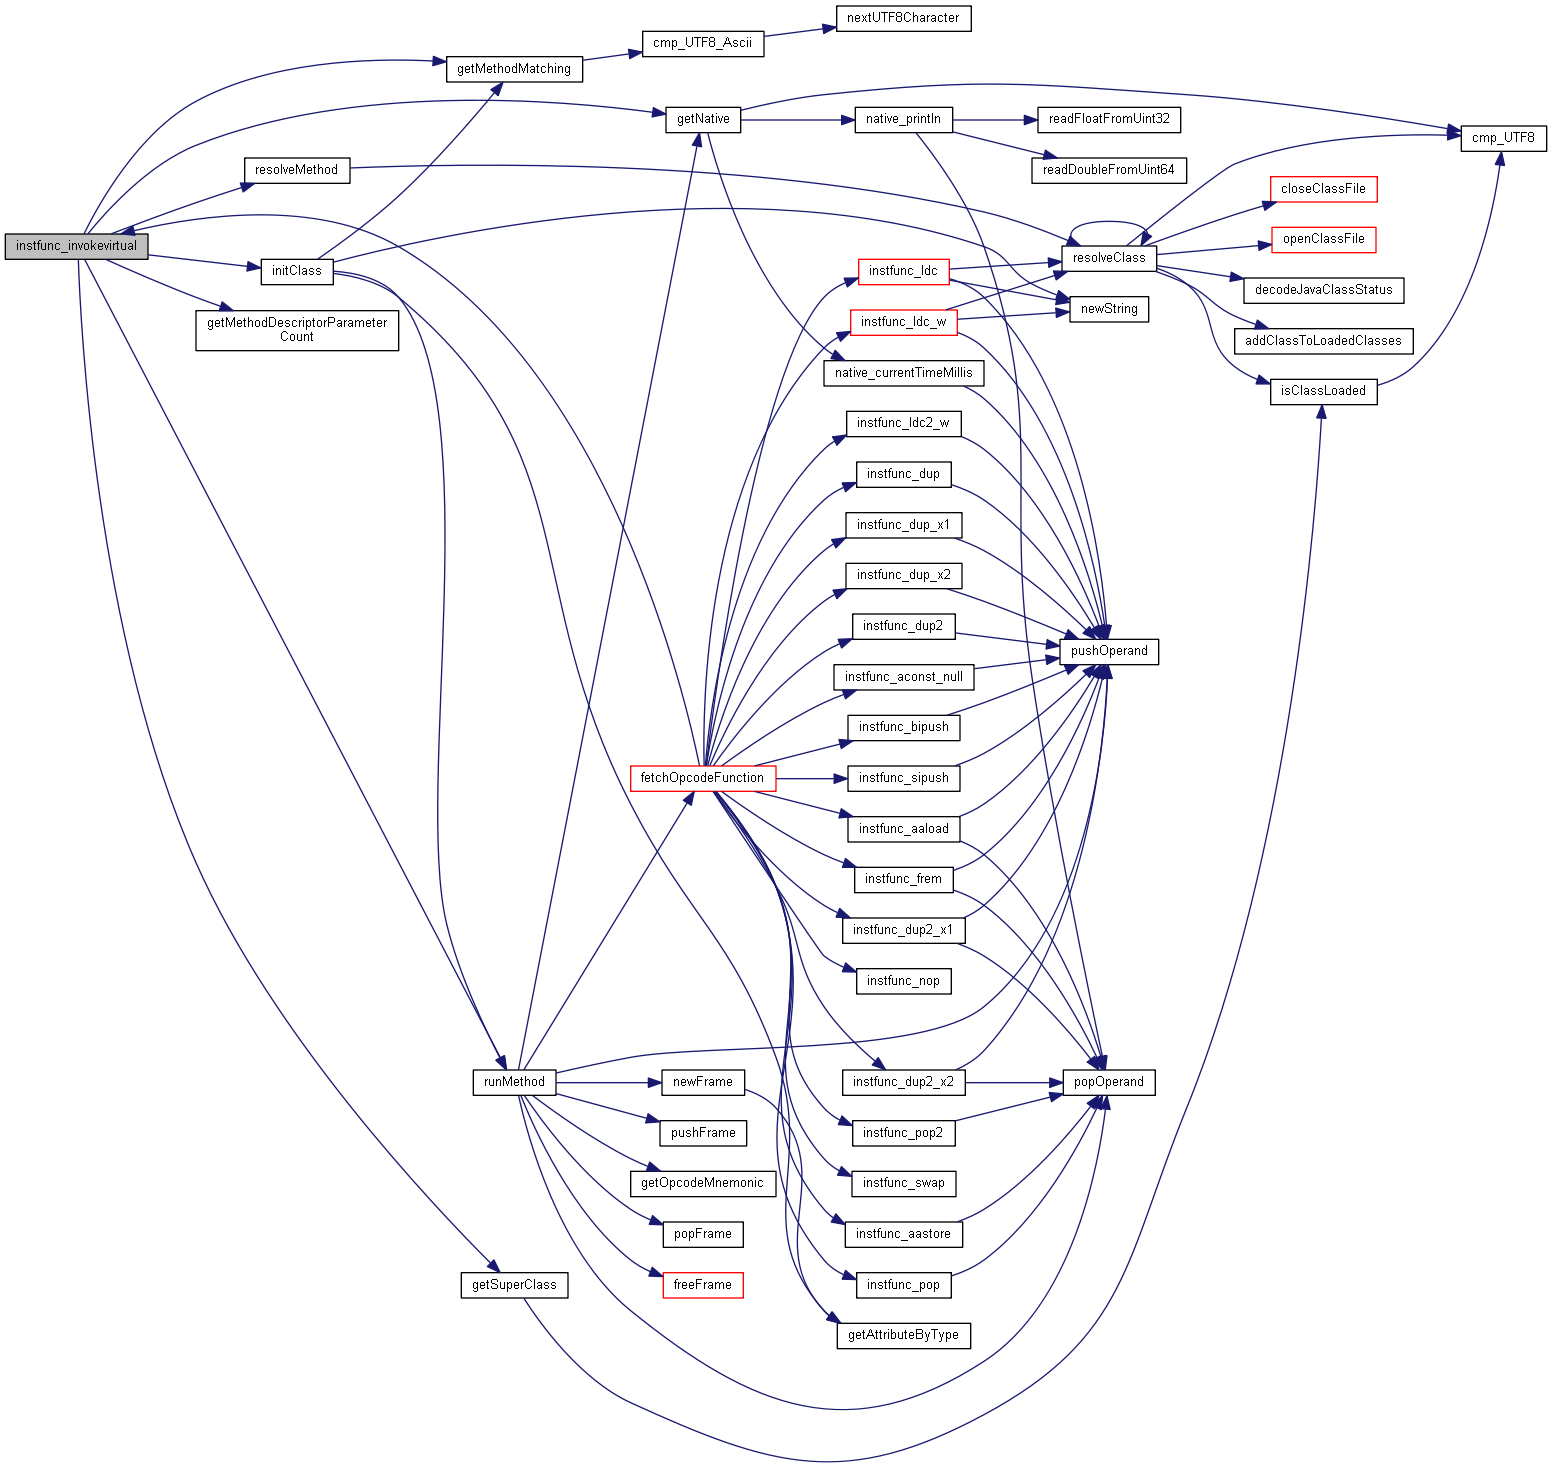 nextUTF8Character
cmp_UTF8_Ascii
getMethodMatching
getNative
native_println
readFloatFromUint32
cmp_UTF8
resolveMethod
readDoubleFromUint64
closeClassFile
instfunc_invokevirtual
openClassFile
resolveClass
initClass
instfunc_ldc
decodeJavaClassStatus
newString
getMethodDescriptorParameter
Count
instfunc_ldc_w
addClassToLoadedClasses
native_currentTimeMillis
isClassLoaded
instfunc_ldc2_w
instfunc_dup
instfunc_dup_x1
instfunc_dup_x2
instfunc_dup2
pushOperand
instfunc_aconst_null
instfunc_bipush
fetchOpcodeFunction
instfunc_sipush
instfunc_aaload
instfunc_frem
instfunc_dup2_x1
instfunc_nop
runMethod
newFrame
instfunc_dup2_x2
popOperand
pushFrame
instfunc_pop2
getOpcodeMnemonic
instfunc_swap
popFrame
instfunc_aastore
getSuperClass
freeFrame
instfunc_pop
getAttributeByType